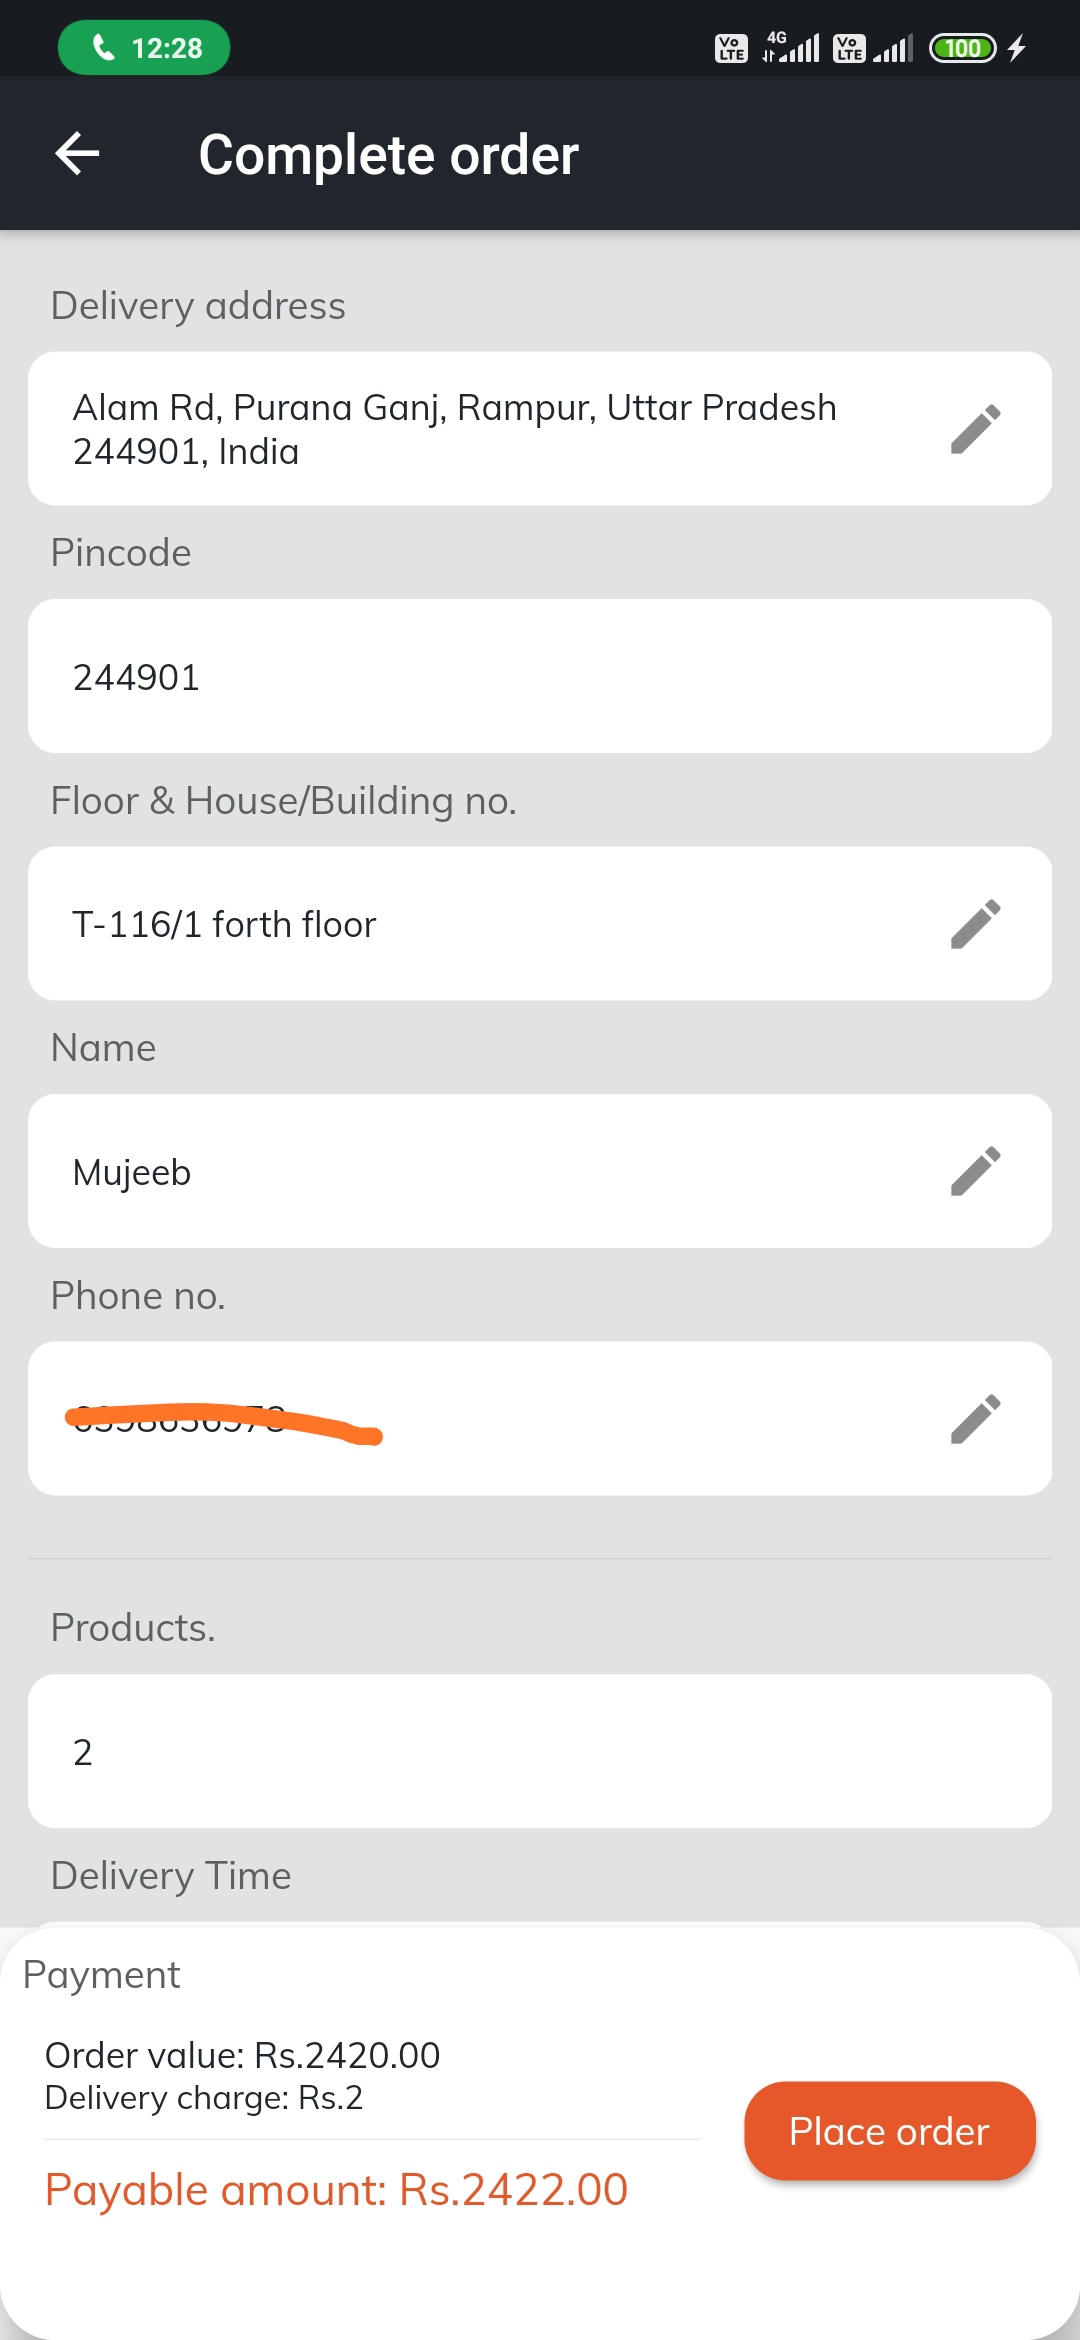 12:28
Vo LTE 4G Vo LTE 100
Complete order
Delivery address
Alam Rd, Purana Ganj, Rampur, Uttar Pradesh
244901, India
Pincode
244901
Floor & House/Building no.
T-116/1 forth floor
Name
Mujeeb
Phone no.
Products.
2
Delivery Time
Payment
Order value: Rs.2420.00
Delivery charge: Rs.2
Place order
Payable amount: Rs.2422.00